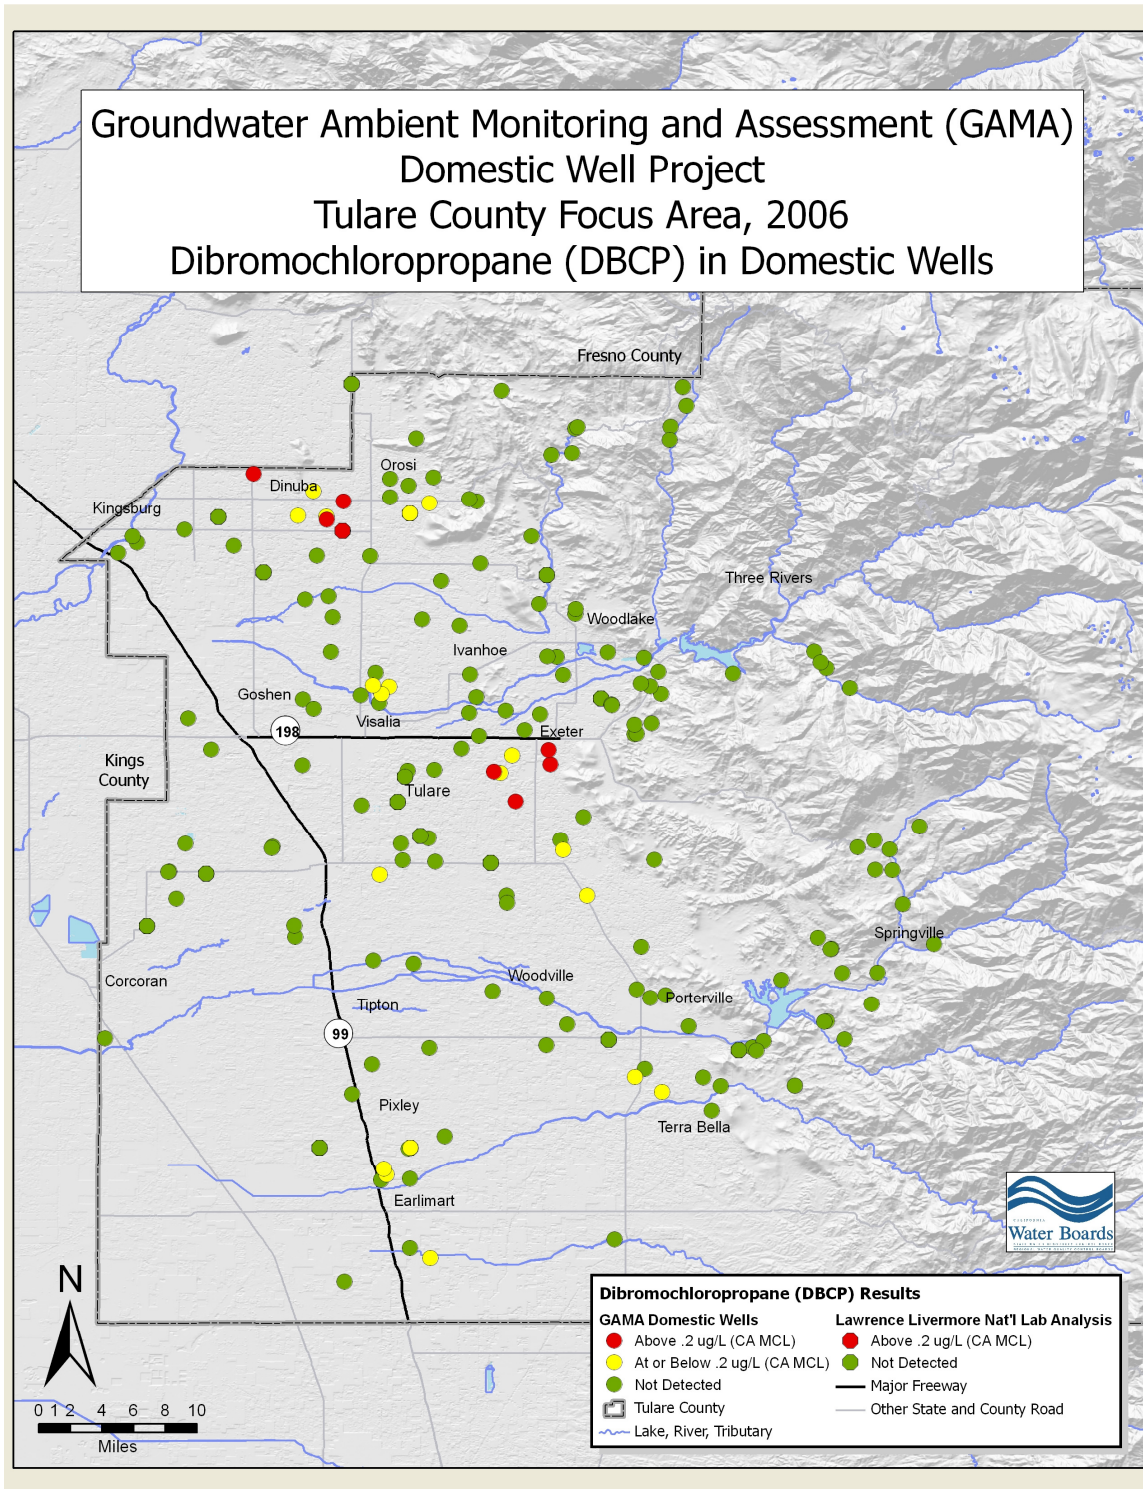 Groundwater Ambient Monitoring and Assessment (GAMA)
Domestic Well Project
Tulare County Focus Area, 2006
Dibromochloropropane (DBCP) in Domestic Wells
Fresno County
Orosi
Dinuba
Kingsburg
Three Rivers
Woodlake
Ivanhoe
Goshen
Visalia
198
Exeter
Kings
County
Tulare
Springville
Corcoran
Woodville
Porterville
Tipton
99
Pixley
Terra Bella
Earlimart
CALIFORNIA
Water Boards
N
0 1 2 4 6 8 10
Miles
Dibromochloropropane (DBCP) Results
GAMA Domestic Wells
Above .2 ug/L (CA MCL)
At or Below .2 ug/L (CA MCL)
Not Detected
Tulare County
Lake, River, Tributary
Lawrence Livermore Nat'l Lab Analysis
Above .2 ug/L (CA MCL)
Not Detected
Major Freeway
Other State and County Road